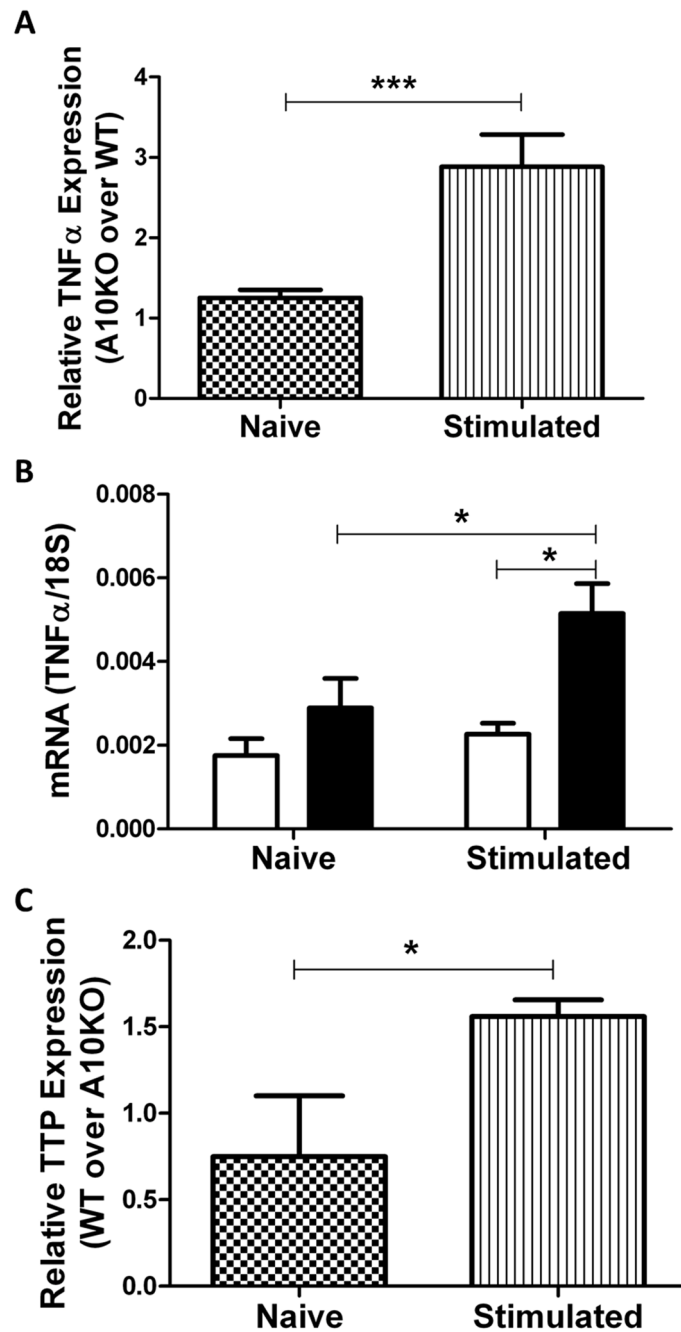 A
Relative TNFα Expression
(A10KO over WT)
4
3
2
1
0
***
Naive
Stimulated
B
mRNA (TNFα/18S)
0.008
0.006
0.004
0.002
0.000
*
*
Naive
Stimulated
C
Relative TTP Expression
(WT over A10KO)
2.0
1.5
1.0
0.5
0.0
*
Naive
Stimulated